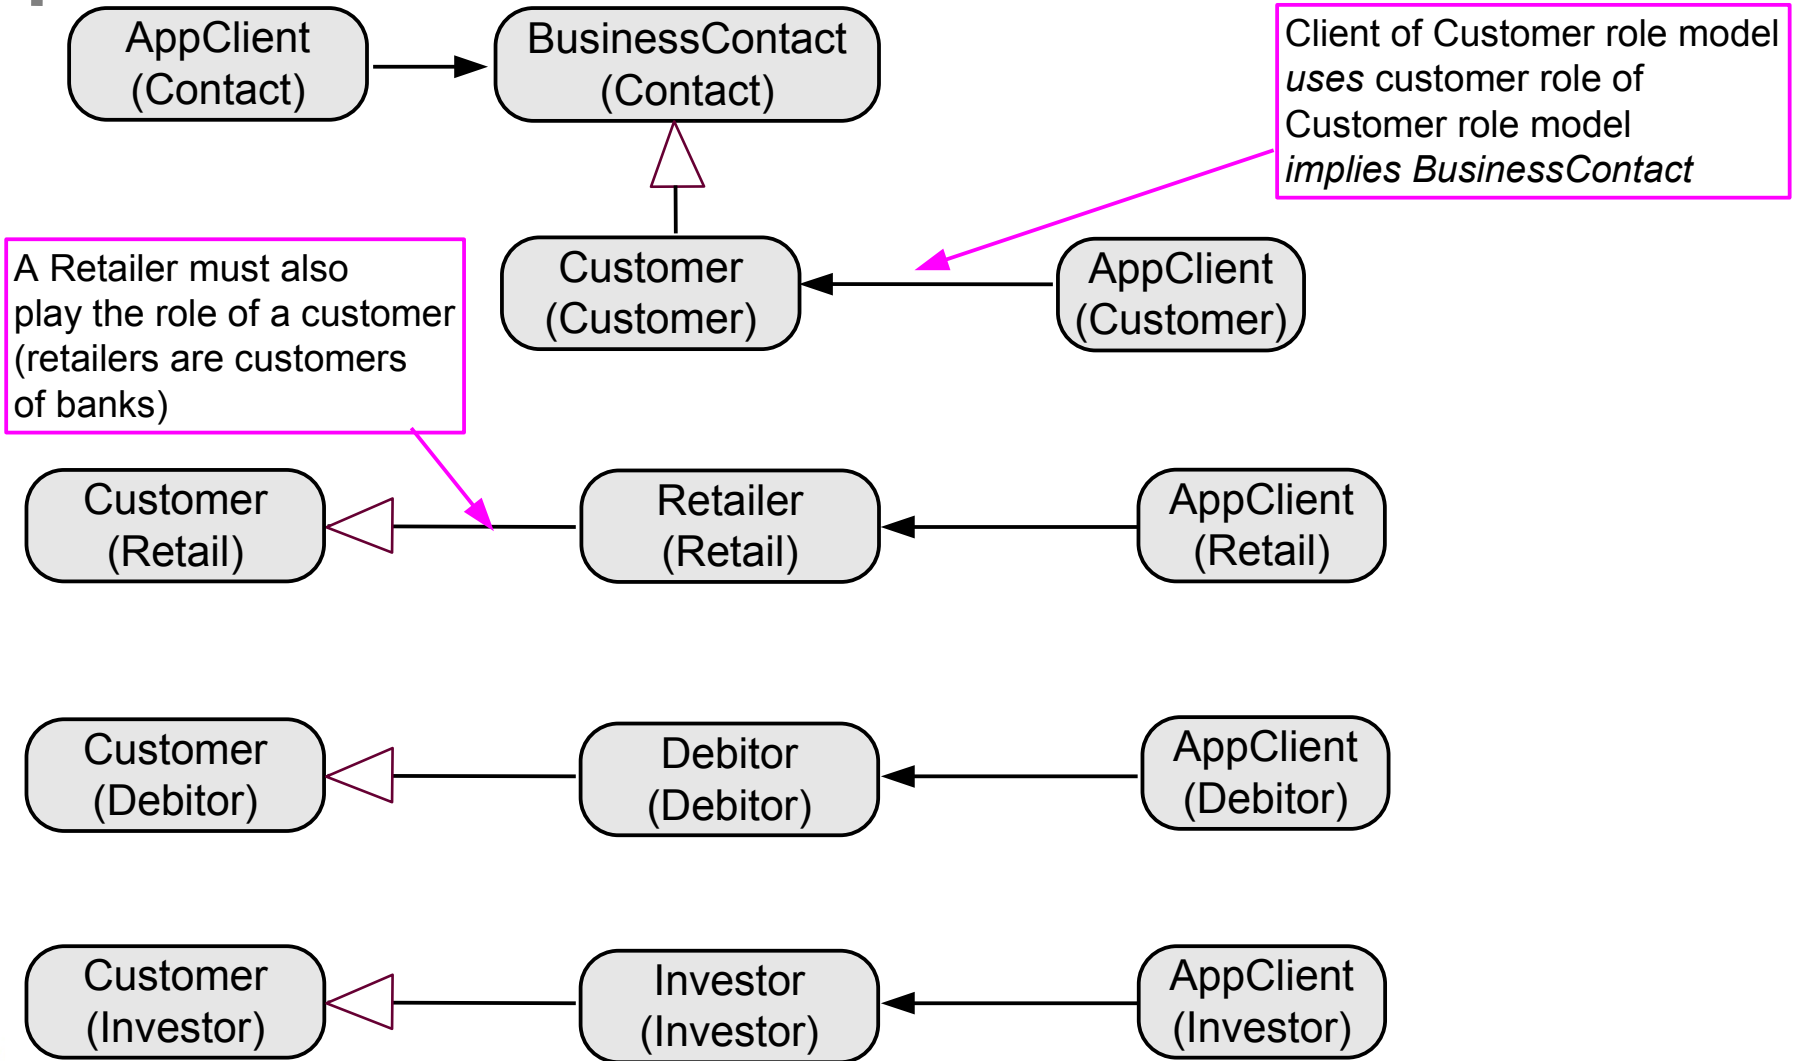 AppClient
(Contact)
BusinessContact
(Contact)
Client of Customer role model
uses customer role of
Customer role model
implies BusinessContact
A Retailer must also
play the role of a customer
(retailers are customers
of banks)
Customer
(Customer)
AppClient
(Customer)
Customer
(Retail)
Retailer
(Retail)
AppClient
(Retail)
Customer
(Debitor)
Debitor
(Debitor)
AppClient
(Debitor)
Customer
(Investor)
Investor
(Investor)
AppClient
(Investor)